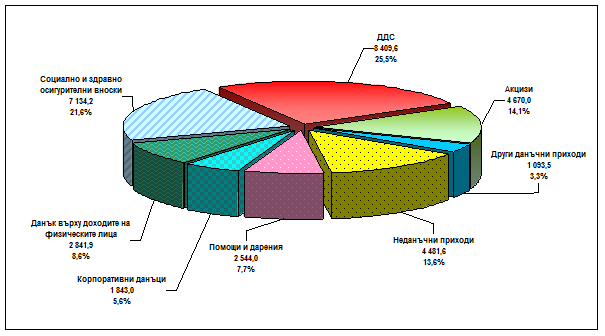 ДДС
8 409,6
25,5%
Акцизи
4 670,0
14,1%
Други данъчни приходи
1 093,5
3,3%
Неданъчни приходи
4 481,6
13,6%
Помощи и дарения
2 544,0
7,7%
Корпоративни данъци
1 843,0
5,6%
Данък върху доходите на
физическите лица
2 841,9
8,6%
Социално и здравно
осигурителни вноски
7 134,2
21,6%